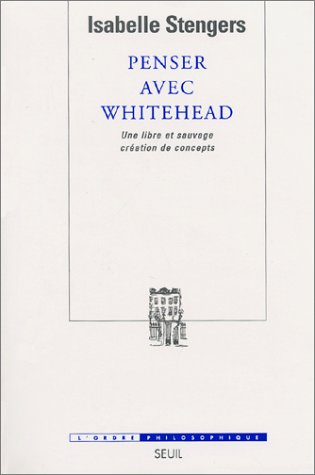 Isabelle Stengers
PENSER
AVEC
WHITEHEAD
Une libre et sauvage
création de concepts
L'ORDRE PHILOSOPHIQUE
SEUIL